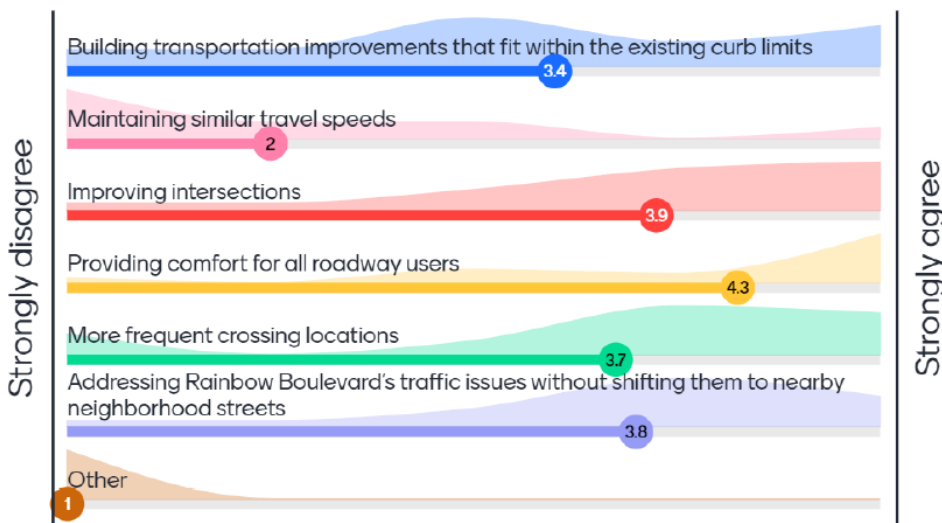 Strongly disagree
Building transportation improvements that fit within the existing curb limits
3.4
Maintaining similar travel speeds
2
Improving intersections
3.9
Providing comfort for all roadway users
4.3
More frequent crossing locations
3.7
Addressing Rainbow Boulevard's traffic issues without shifting them to nearby
neighborhood streets
3.8
Other
1
Strongly agree